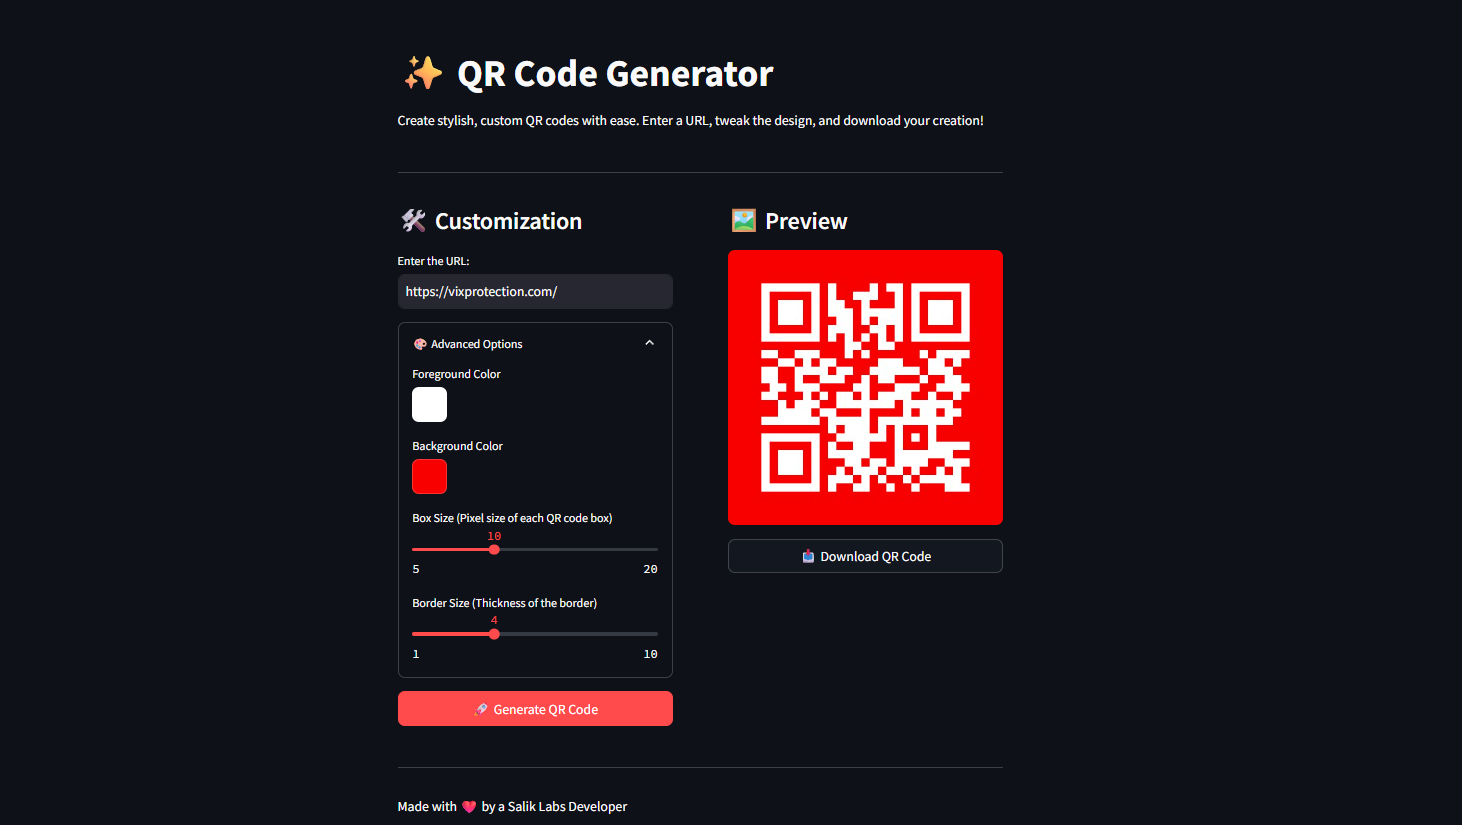 ✨ QR Code Generator
Create stylish, custom QR codes with ease. Enter a URL, tweak the design, and download your creation!
🛠️ Customization
Enter the URL:
https://vixprotection.com/
🎨 Advanced Options
Foreground Color
Background Color
Box Size (Pixel size of each QR code box)
10
5 20
Border Size (Thickness of the border)
4
1 10
🚀 Generate QR Code
🖼️ Preview
📥 Download QR Code
Made with 💖 by a Salik Labs Developer